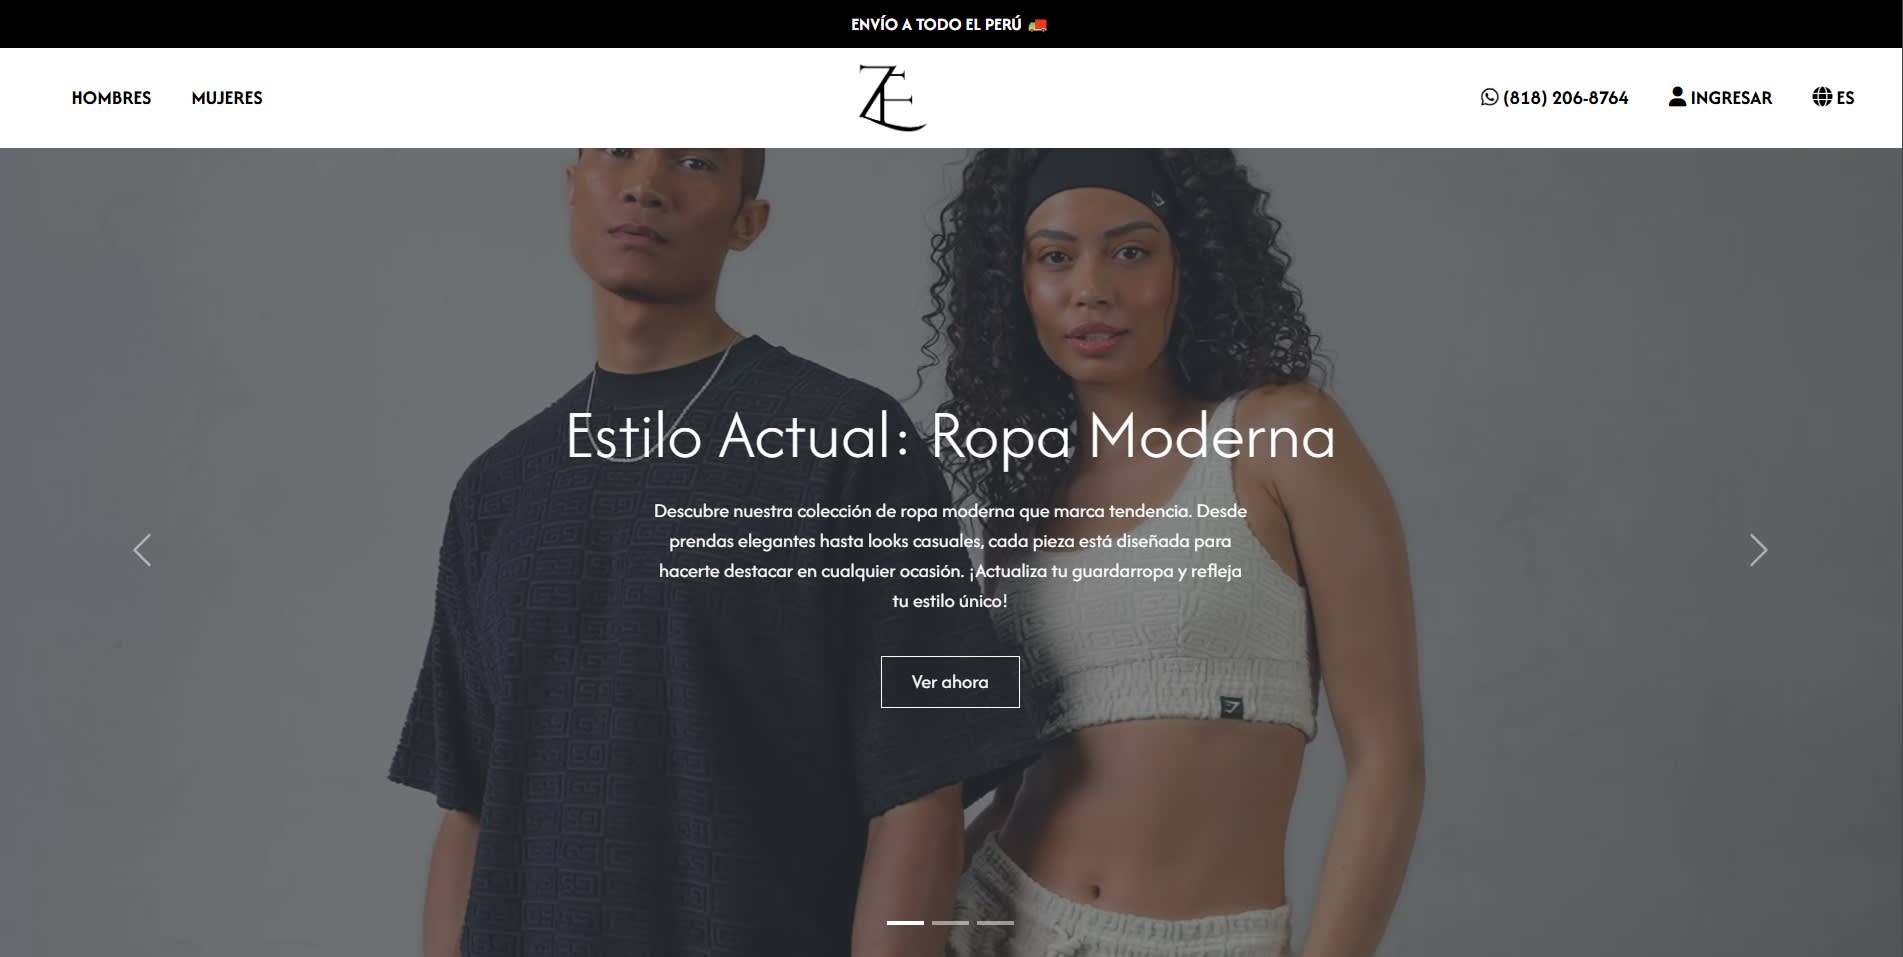 ENVÍO A TODO EL PERÚ 🚚
HOMBRES
MUJERES
ZE
(818) 206-8764
INGRESAR
ES
Estilo Actual: Ropa Moderna
Descubre nuestra colección de ropa moderna que marca tendencia. Desde
prendas elegantes hasta looks casuales, cada pieza está diseñada para
hacerte destacar en cualquier ocasión. ¡Actualiza tu guardarropa y refleja
tu estilo único!
Ver ahora